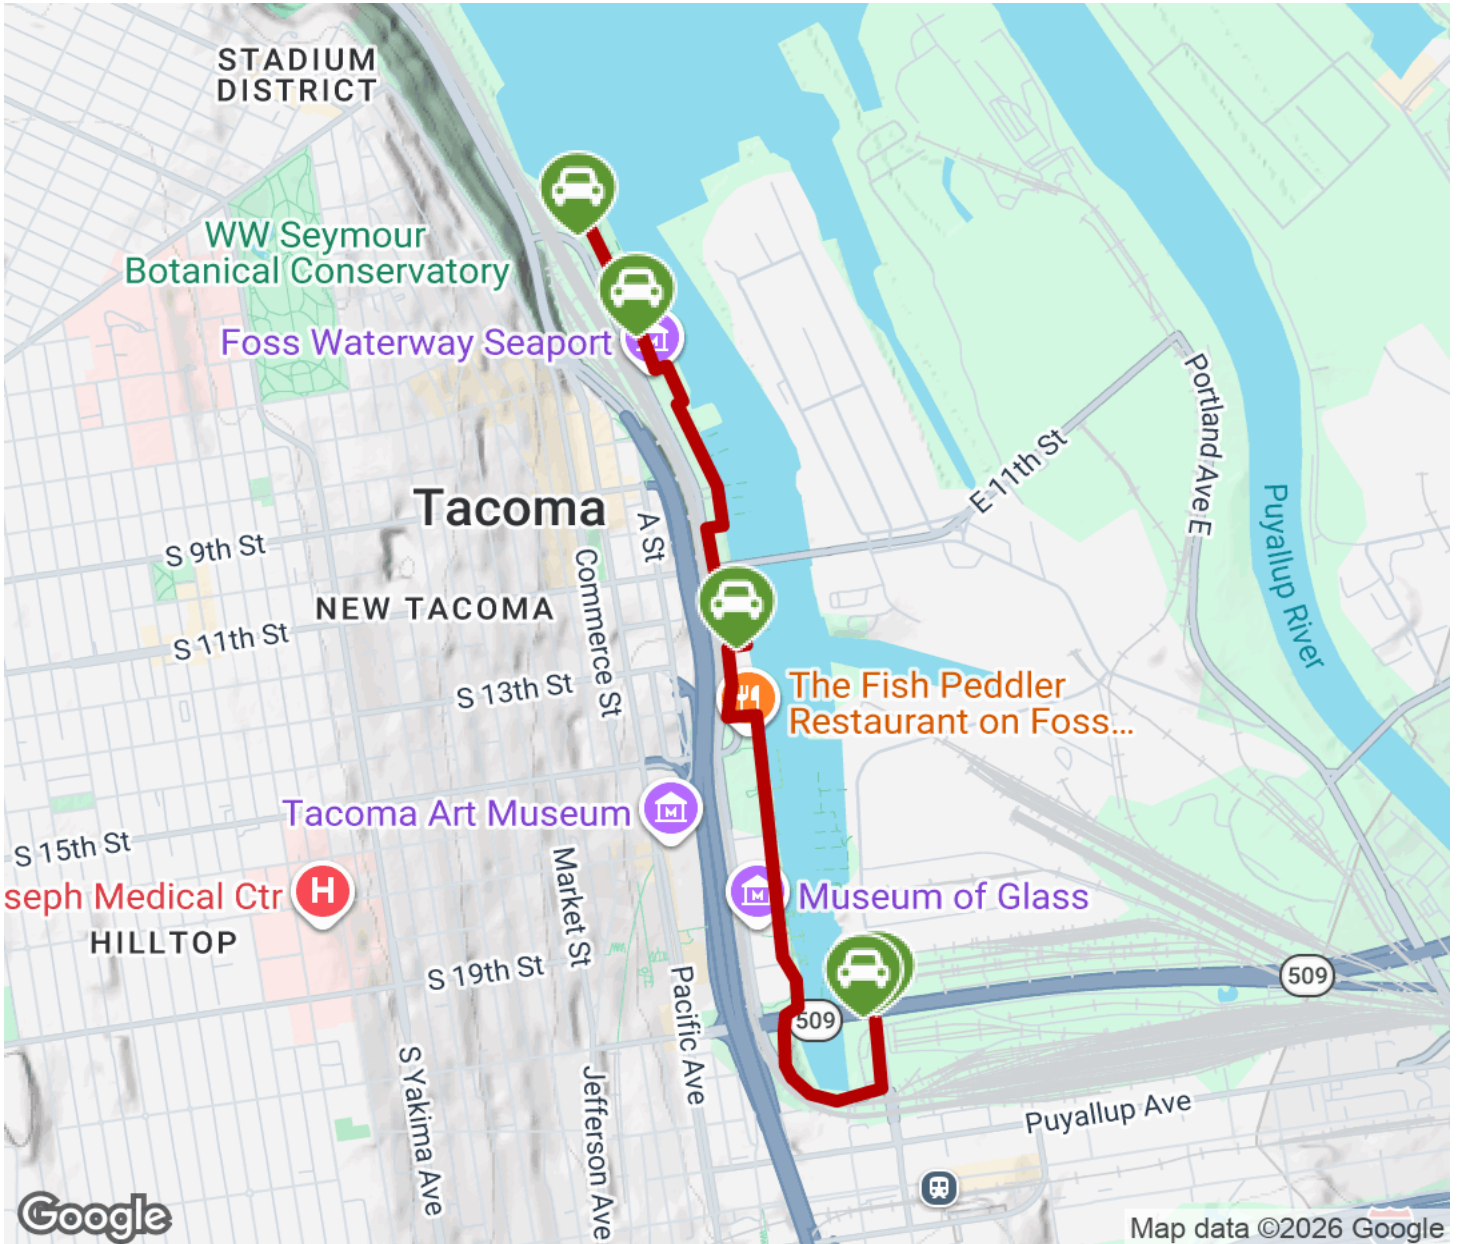 STADIUM
DISTRICT
WW Seymour
Botanical Conservatory
Foss Waterway Seaport
Portland Ave E
E 11th St
Tacoma
A St
Puyallup River
S 9th St
Commerce St
NEW TACOMA
S 11th St
S 13th St
The Fish Peddler
Restaurant on Foss...
Tacoma Art Museum
S 15th St
Market St
seph Medical Ctr
H
Museum of Glass
HILLTOP
S 19th St
Pacific Ave
509
509
S Yakima Ave
Jefferson Ave
Puyallup Ave
Google
Map data ©2026 Google